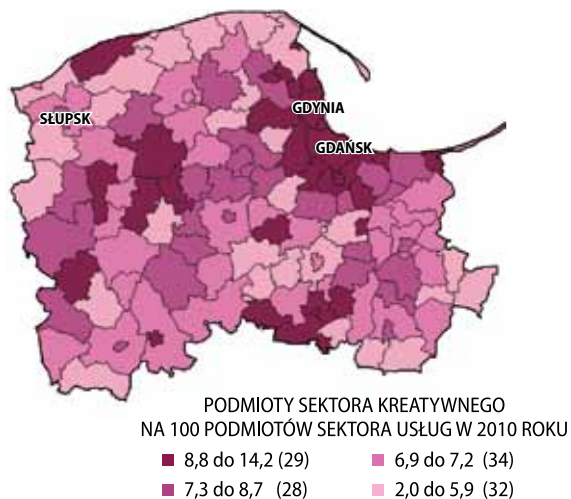 GDYNIA
SŁUPSK
GDAŃSK
PODMIOTY SEKTORA KREATYWNEGO
NA 100 PODMIOTÓW SEKTORA USŁUG W 2010 ROKU
8,8 do 14,2 (29) 6,9 do 7,2 (34)
7,3 do 8,7 (28) 2,0 do 5,9 (32)